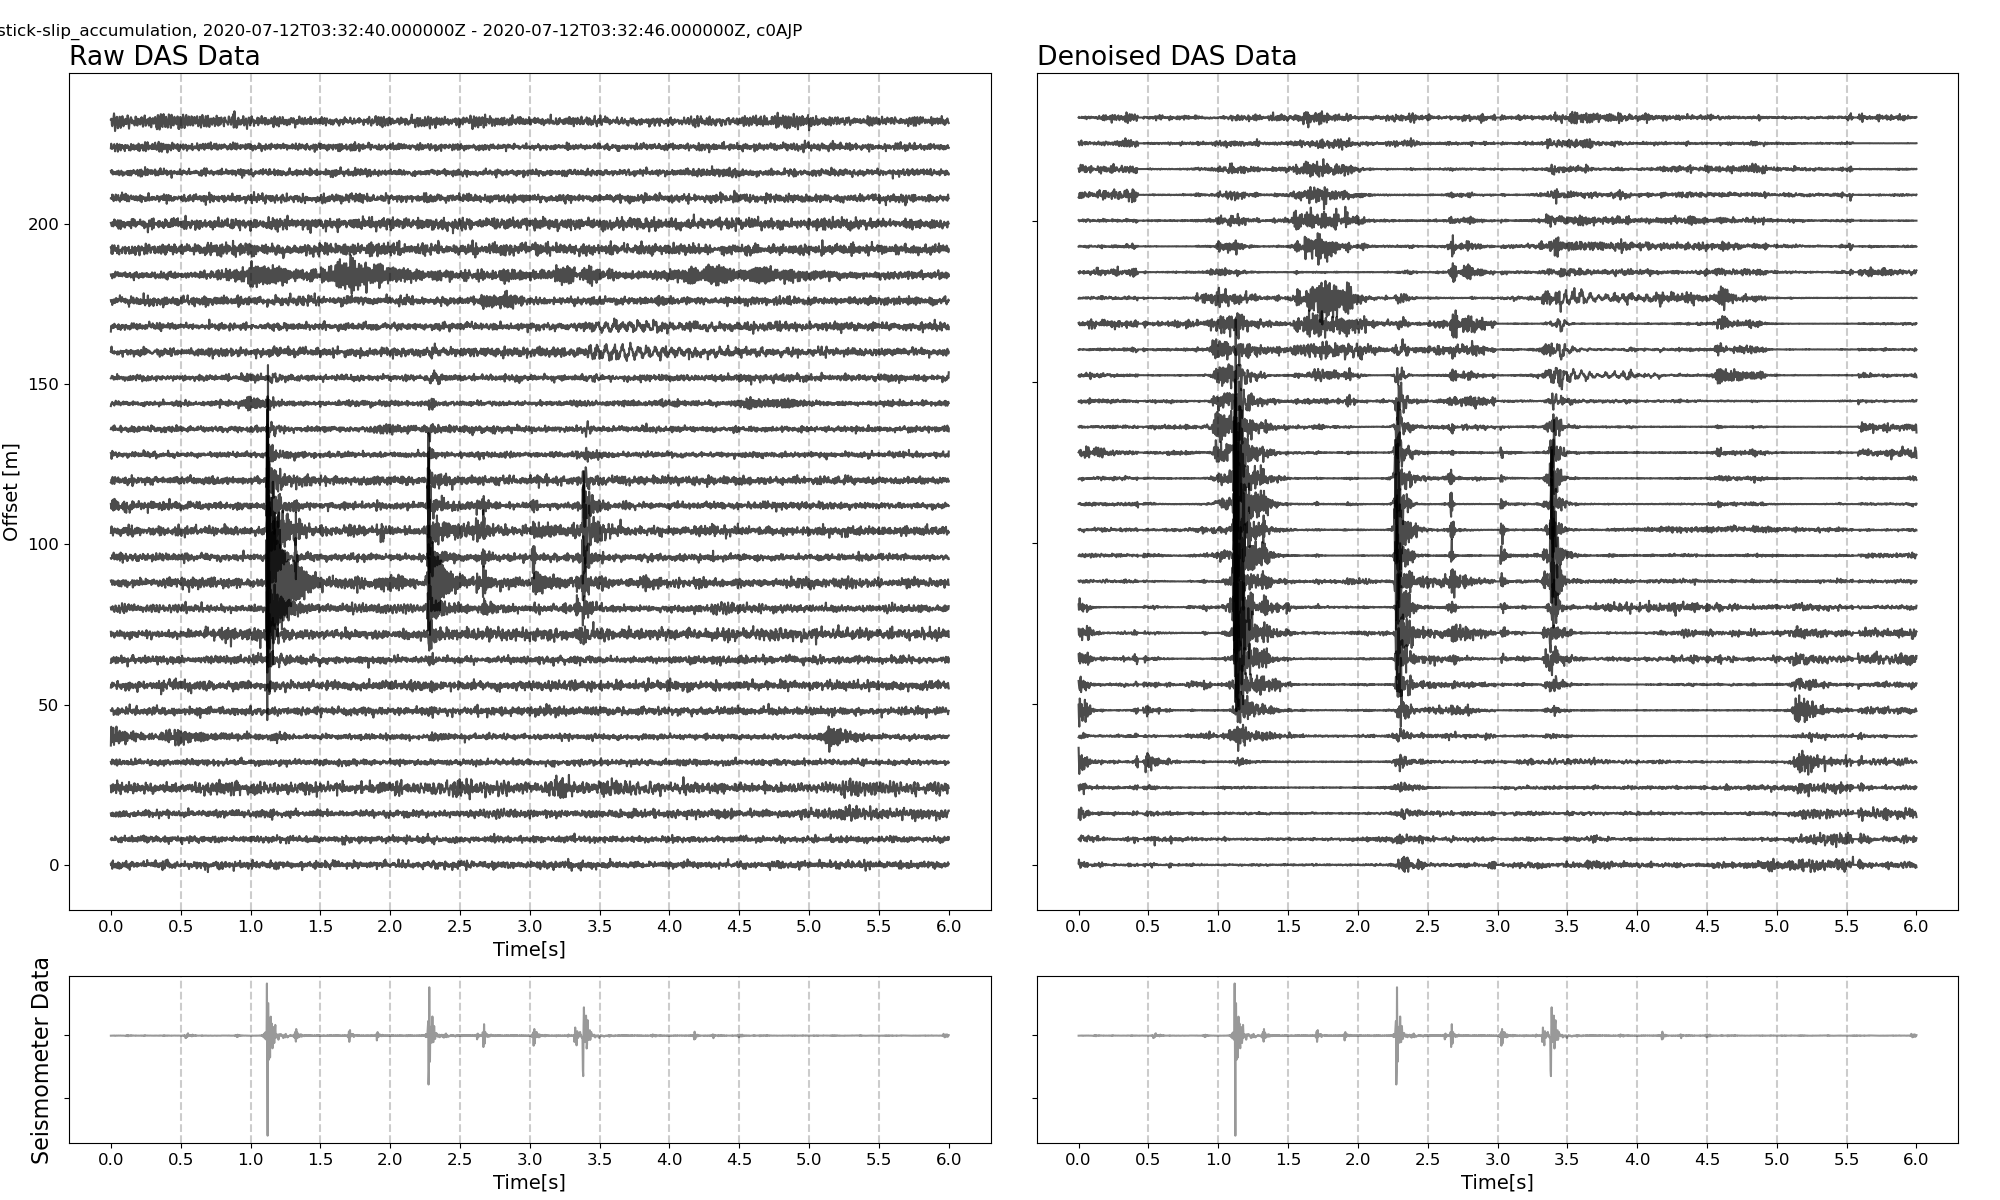 stick-slip_accumulation, 2020-07-12T03:32:40.000000Z - 2020-07-12T03:32:46.000000Z, c0AJP
Raw DAS Data
Denoised DAS Data
Offset [m]
200
150
100
50
0
0.0 0.5 1.0 1.5 2.0 2.5 3.0 3.5 4.0 4.5 5.0 5.5 6.0
Time[s]
0.0 0.5 1.0 1.5 2.0 2.5 3.0 3.5 4.0 4.5 5.0 5.5 6.0
Seismometer Data
0.0 0.5 1.0 1.5 2.0 2.5 3.0 3.5 4.0 4.5 5.0 5.5 6.0
Time[s]
0.0 0.5 1.0 1.5 2.0 2.5 3.0 3.5 4.0 4.5 5.0 5.5 6.0
Time[s]